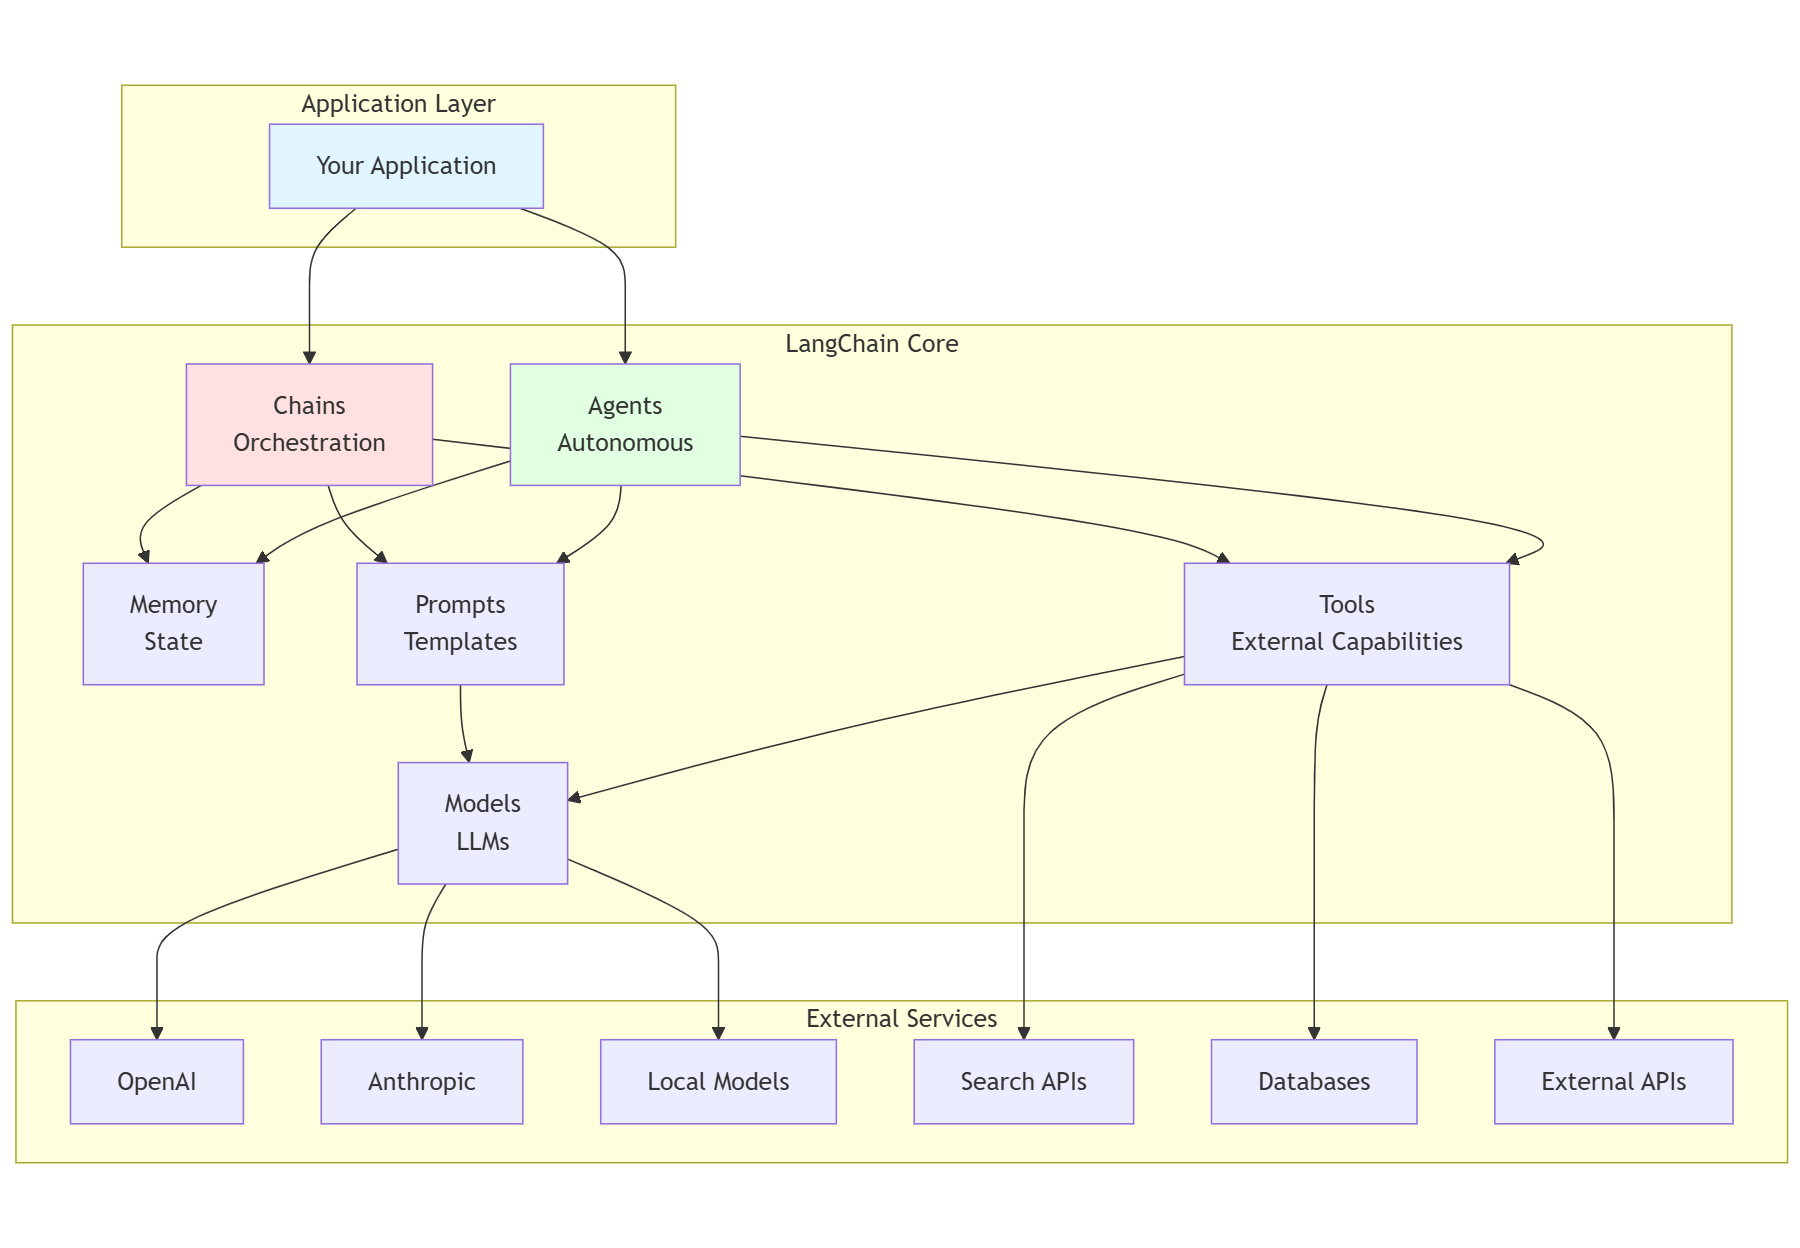 Application Layer
Your Application
LangChain Core
Chains
Orchestration
Agents
Autonomous
Memory
State
Prompts
Templates
Tools
External Capabilities
Models
LLMs
External Services
OpenAI
Anthropic
Local Models
Search APIs
Databases
External APIs